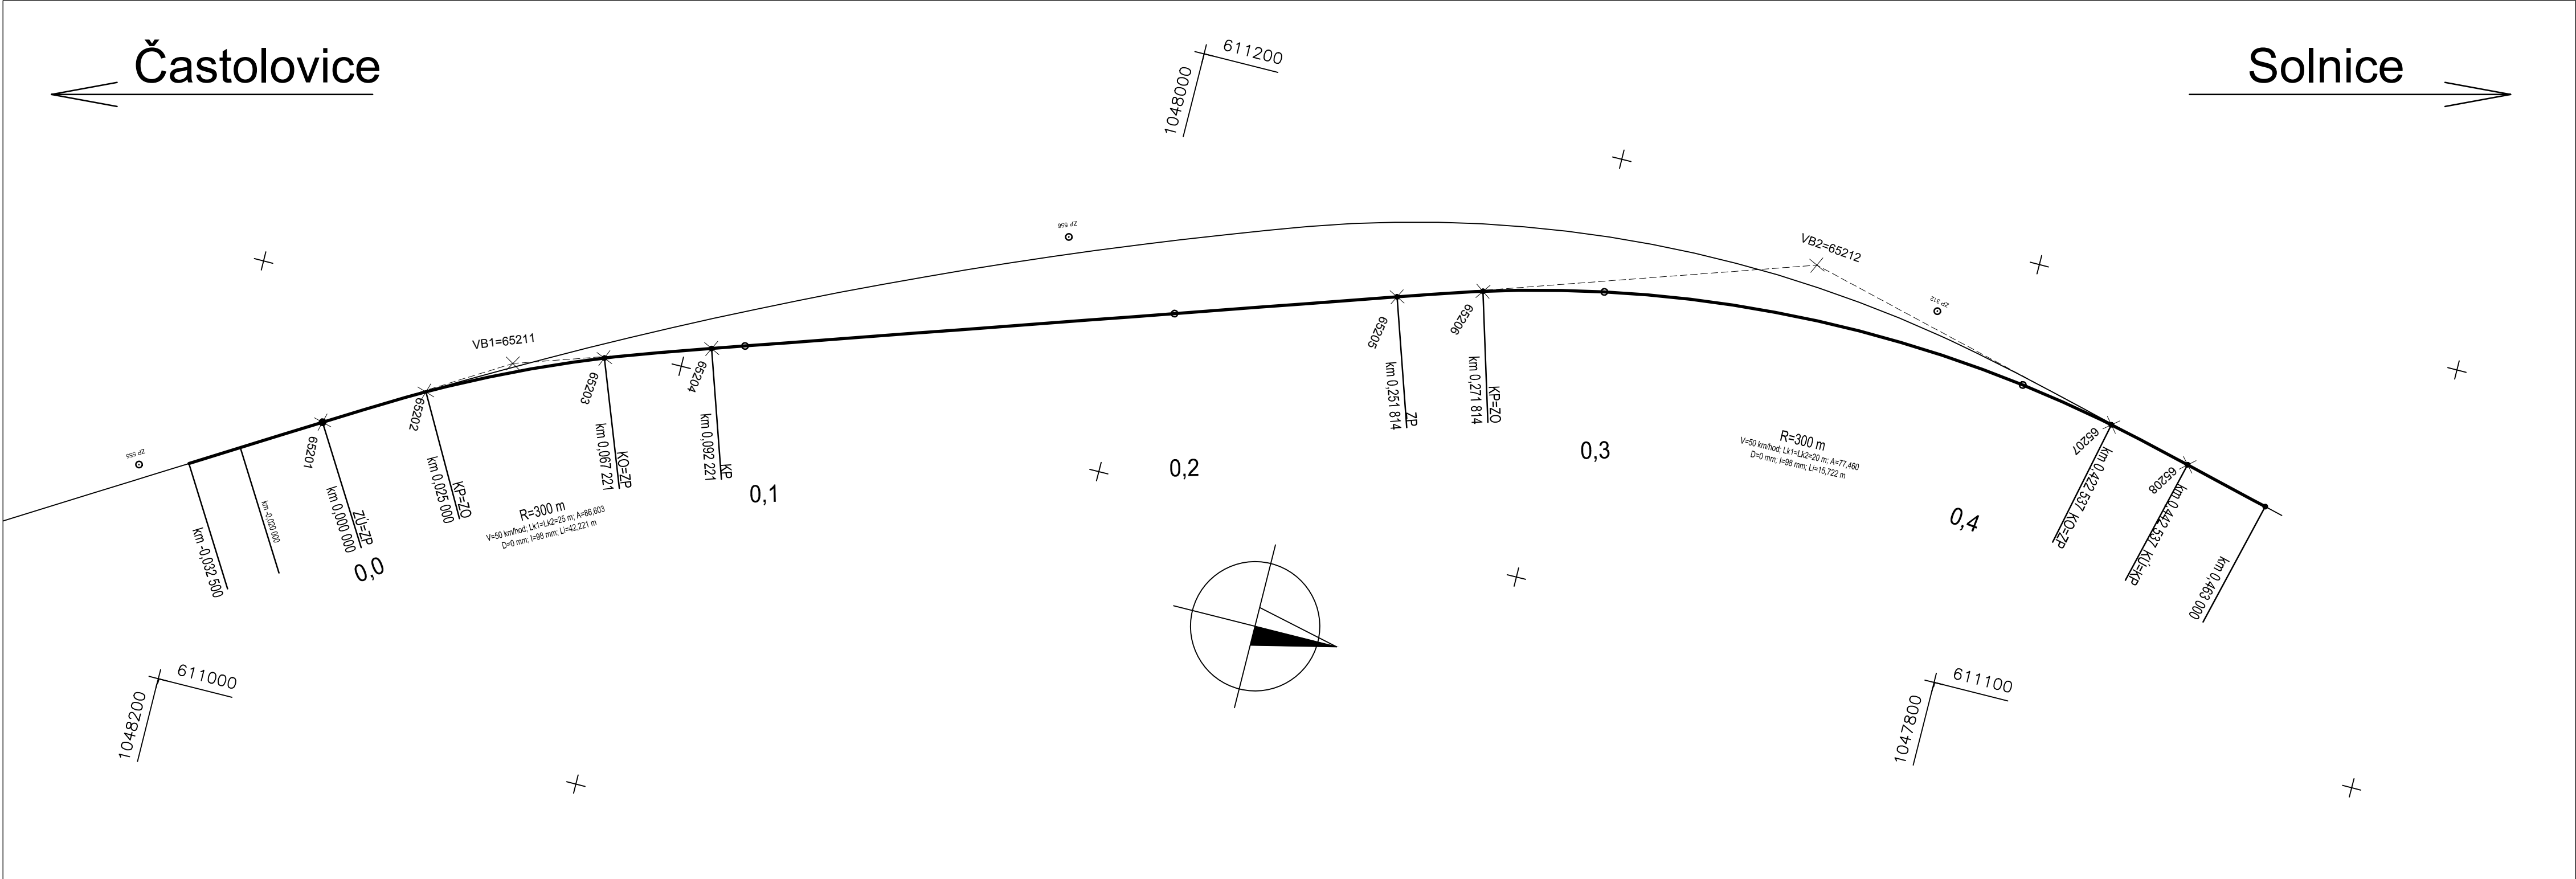 Častolovice
Solnice
611200
1048000
ZP 556
VB2=65212
ZP 312
VB1=65211
ZP 555
65201
65202
65203
65204
65205
65206
65207
65208
km -0,032 500
km -0,020 000
ZÚ=ZP
km 0,000 000
KP=ZO
km 0,025 000
KO=ZP
km 0,067 221
KP
km 0,092 221
ZP
km 0,251 814
KP=ZO
km 0,271 814
km 0,422 537 KO=ZP
km 0,442 537 KÚ=KP
km 0,463 000
0,0
0,1
0,2
0,3
0,4
R=300 m
V=50 km/hod; Lk1=Lk2=25 m; A=86,603
D=0 mm; I=98 mm; Li=42,221 m
R=300 m
V=50 km/hod; Lk1=Lk2=20 m; A=77,460
D=0 mm; I=98 mm; Li=15,722 m
611000
1048200
611100
1047800